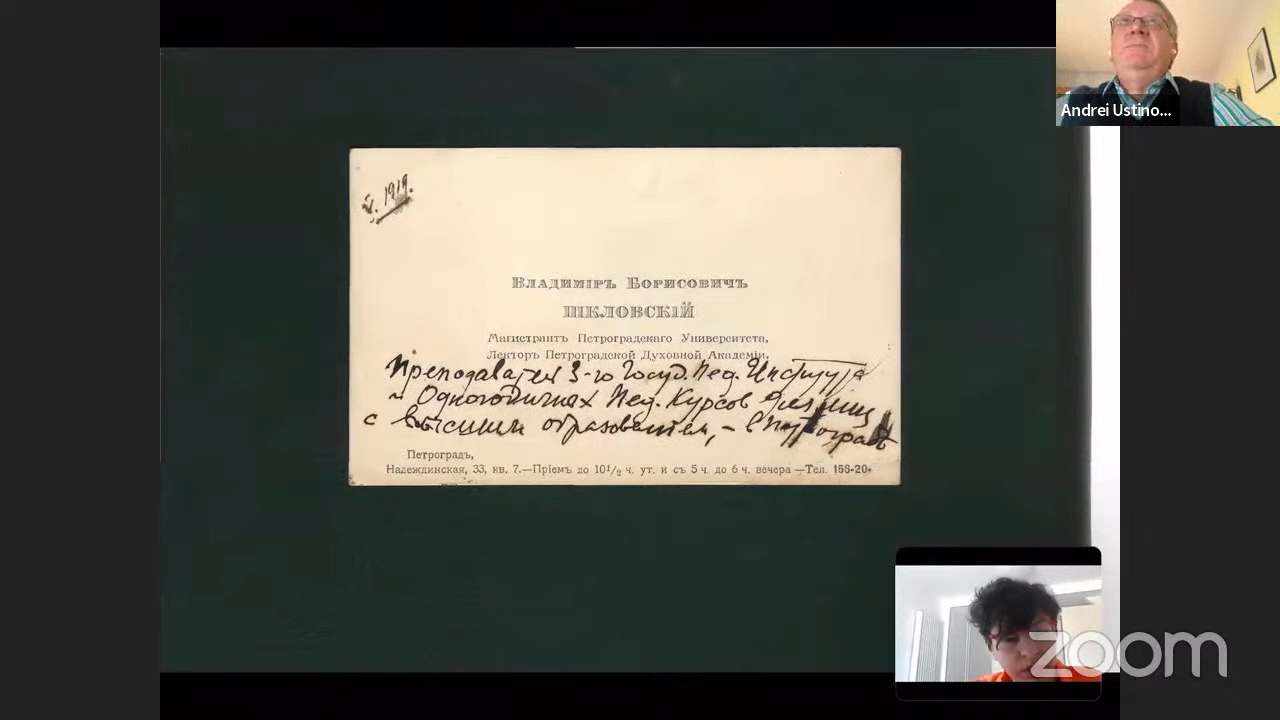 Andrei Ustino...
V. 1919.
Владиміръ Борисовичъ
Шкловскій
Магистрантъ Петроградскаго Университета,
Лекторъ Петроградской Духовной Академіи.
Преподаватель 3-го Госуд. Пед. Института
и Одногодичных Пед. Курсов для лиц
с высшим образованием, – в Петрограде
Петроградъ,
Надеждинская, 33, кв. 7.—Пріемъ до 10½ ч. ут. и съ 5 ч. до 6 ч. вечера —Тел. 156-20.
zoom